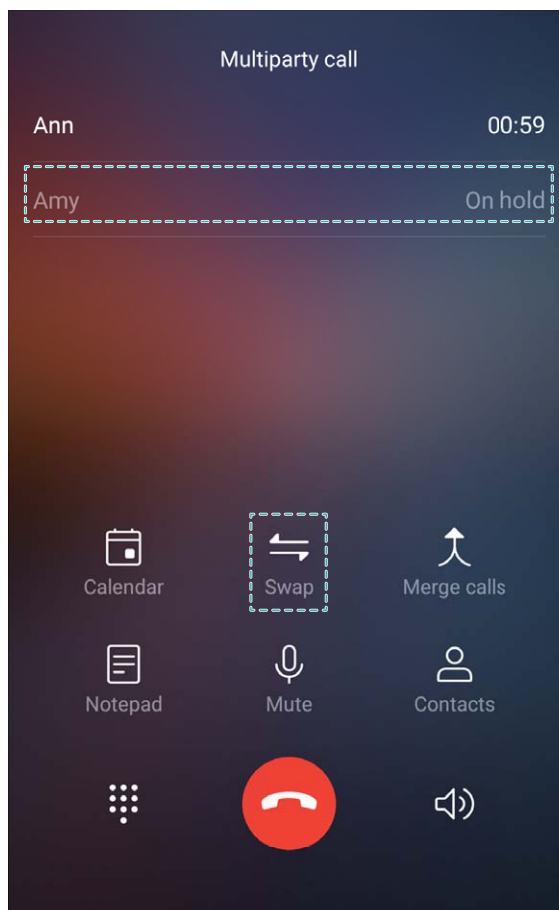 Multiparty call
Ann 00:59
Amy On hold
Calendar Swap Merge calls
Notepad Mute Contacts